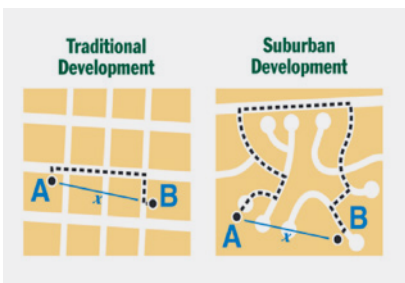 Traditional
Development
A
x
B
Suburban
Development
A
x
B